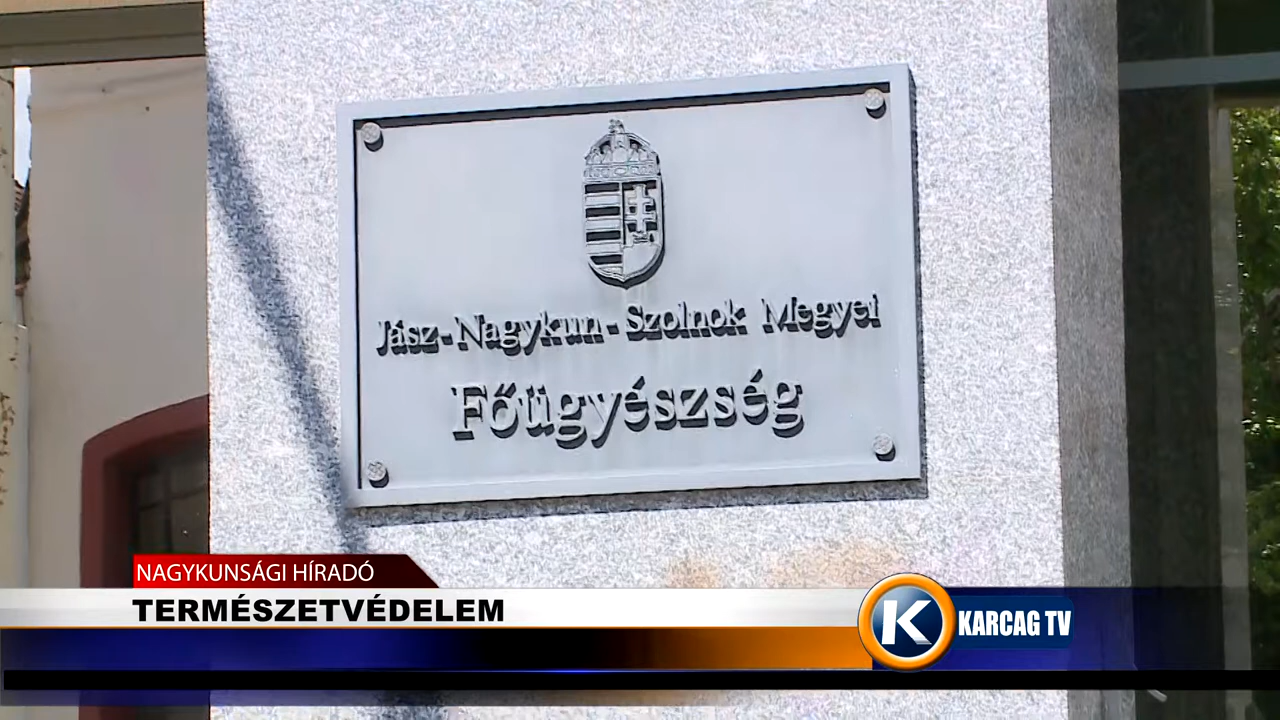 Jász-Nagykun-Szolnok Megyei
Főügyészség
NAGYKUNSÁGI HÍRADÓ
TERMÉSZETVÉDELEM
K KARCAG TV